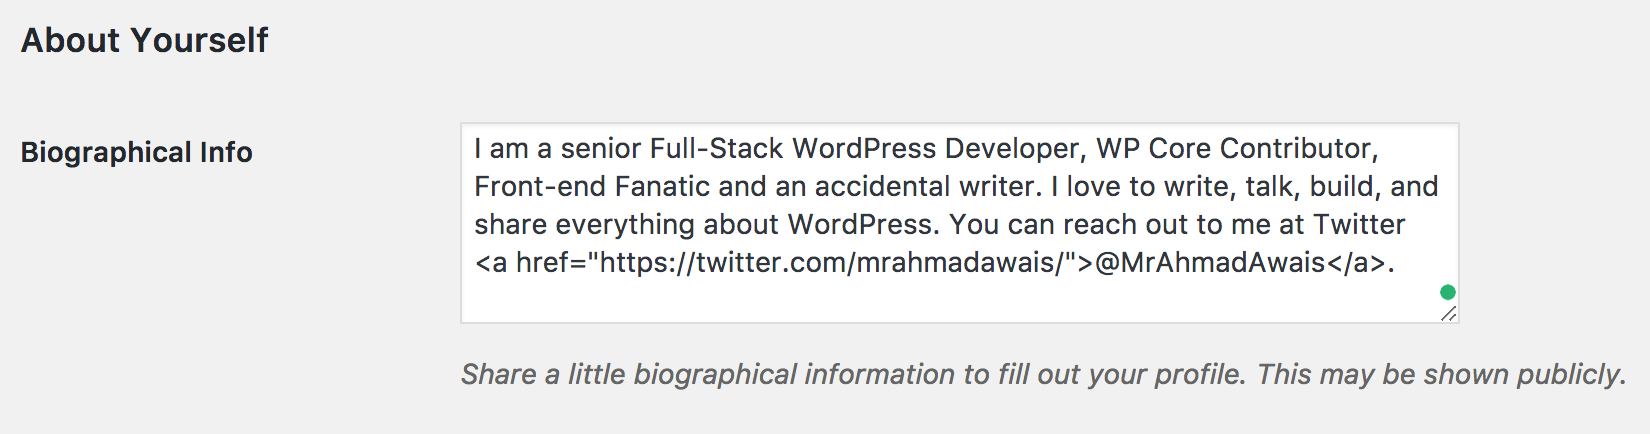 About Yourself
Biographical Info
I am a senior Full-Stack WordPress Developer, WP Core Contributor,
Front-end Fanatic and an accidental writer. I love to write, talk, build, and
share everything about WordPress. You can reach out to me at Twitter
<a href="https://twitter.com/mrahmadawais/">@MrAhmadAwais</a>.
Share a little biographical information to fill out your profile. This may be shown publicly.